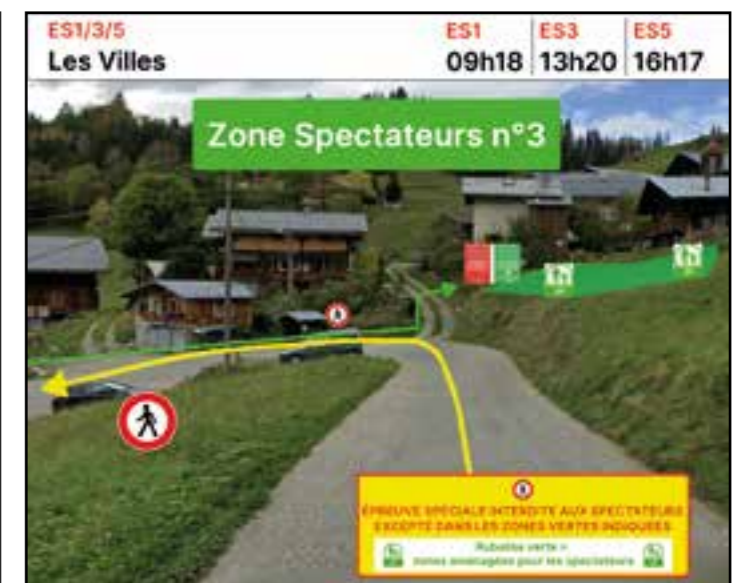 ES1/3/5
Les Villes
ES1 ES3 ES5
09h18 13h20 16h17
Zone Spectateurs n°3
ÉPREUVE SPÉCIALE INTERDITE AUX SPECTATEURS
EXCEPTÉ DANS LES ZONES VERTES INDIQUÉES
Rubalise verte =
zones aménagées pour les spectateurs